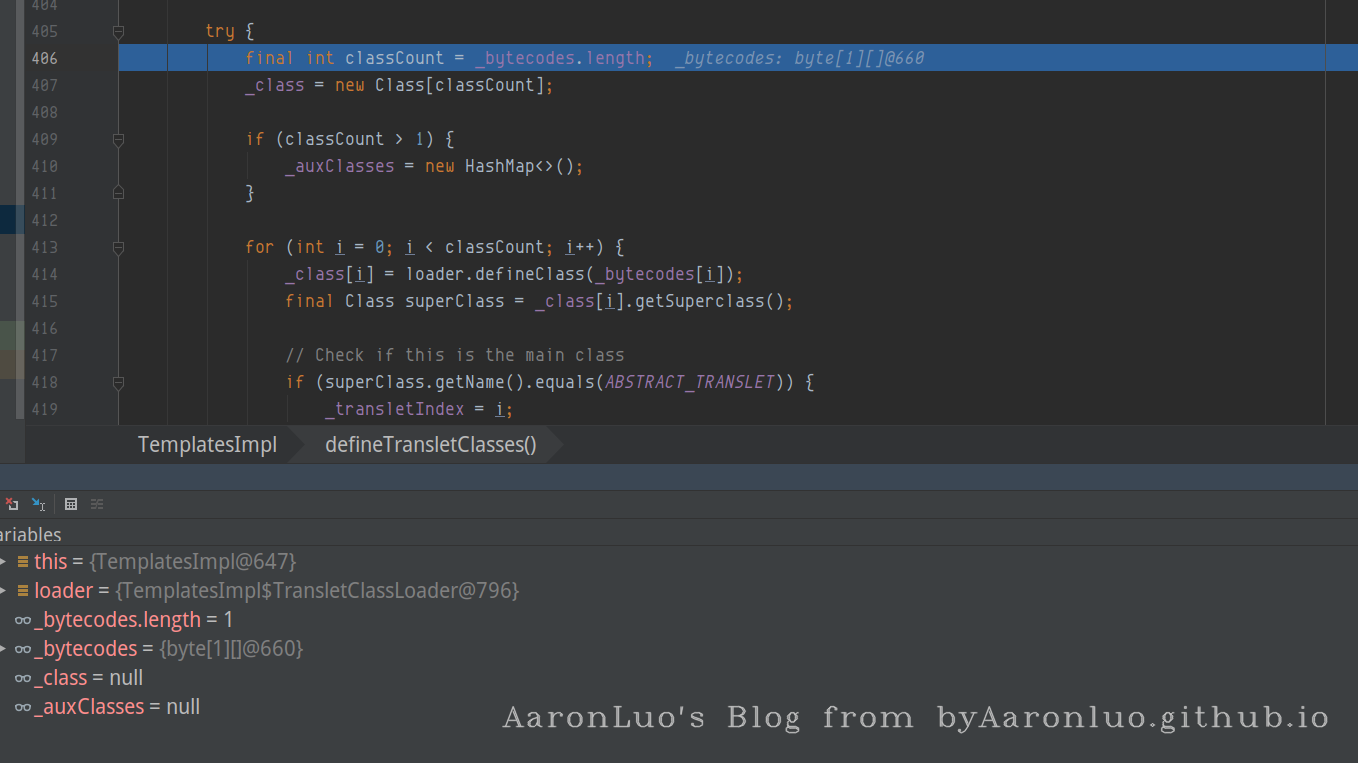 404
405 try {
406 final int classCount = _bytecodes.length; _bytecodes: byte[1][]@660
407 _class = new Class[classCount];
408
409 if (classCount > 1) {
410 _auxClasses = new HashMap<>();
411 }
412
413 for (int i = 0; i < classCount; i++) {
414 _class[i] = loader.defineClass(_bytecodes[i]);
415 final Class superClass = _class[i].getSuperclass();
416
417 // Check if this is the main class
418 if (superClass.getName().equals(ABSTRACT_TRANSLET)) {
419 _transletIndex = i;
TemplatesImpl defineTransletClasses()
ariables
this = {TemplatesImpl@647}
loader = {TemplatesImpl$TransletClassLoader@796}
_bytecodes.length = 1
_bytecodes = {byte[1][]@660}
_class = null
_auxClasses = null
AaronLuo's Blog from byAaronluo.github.io